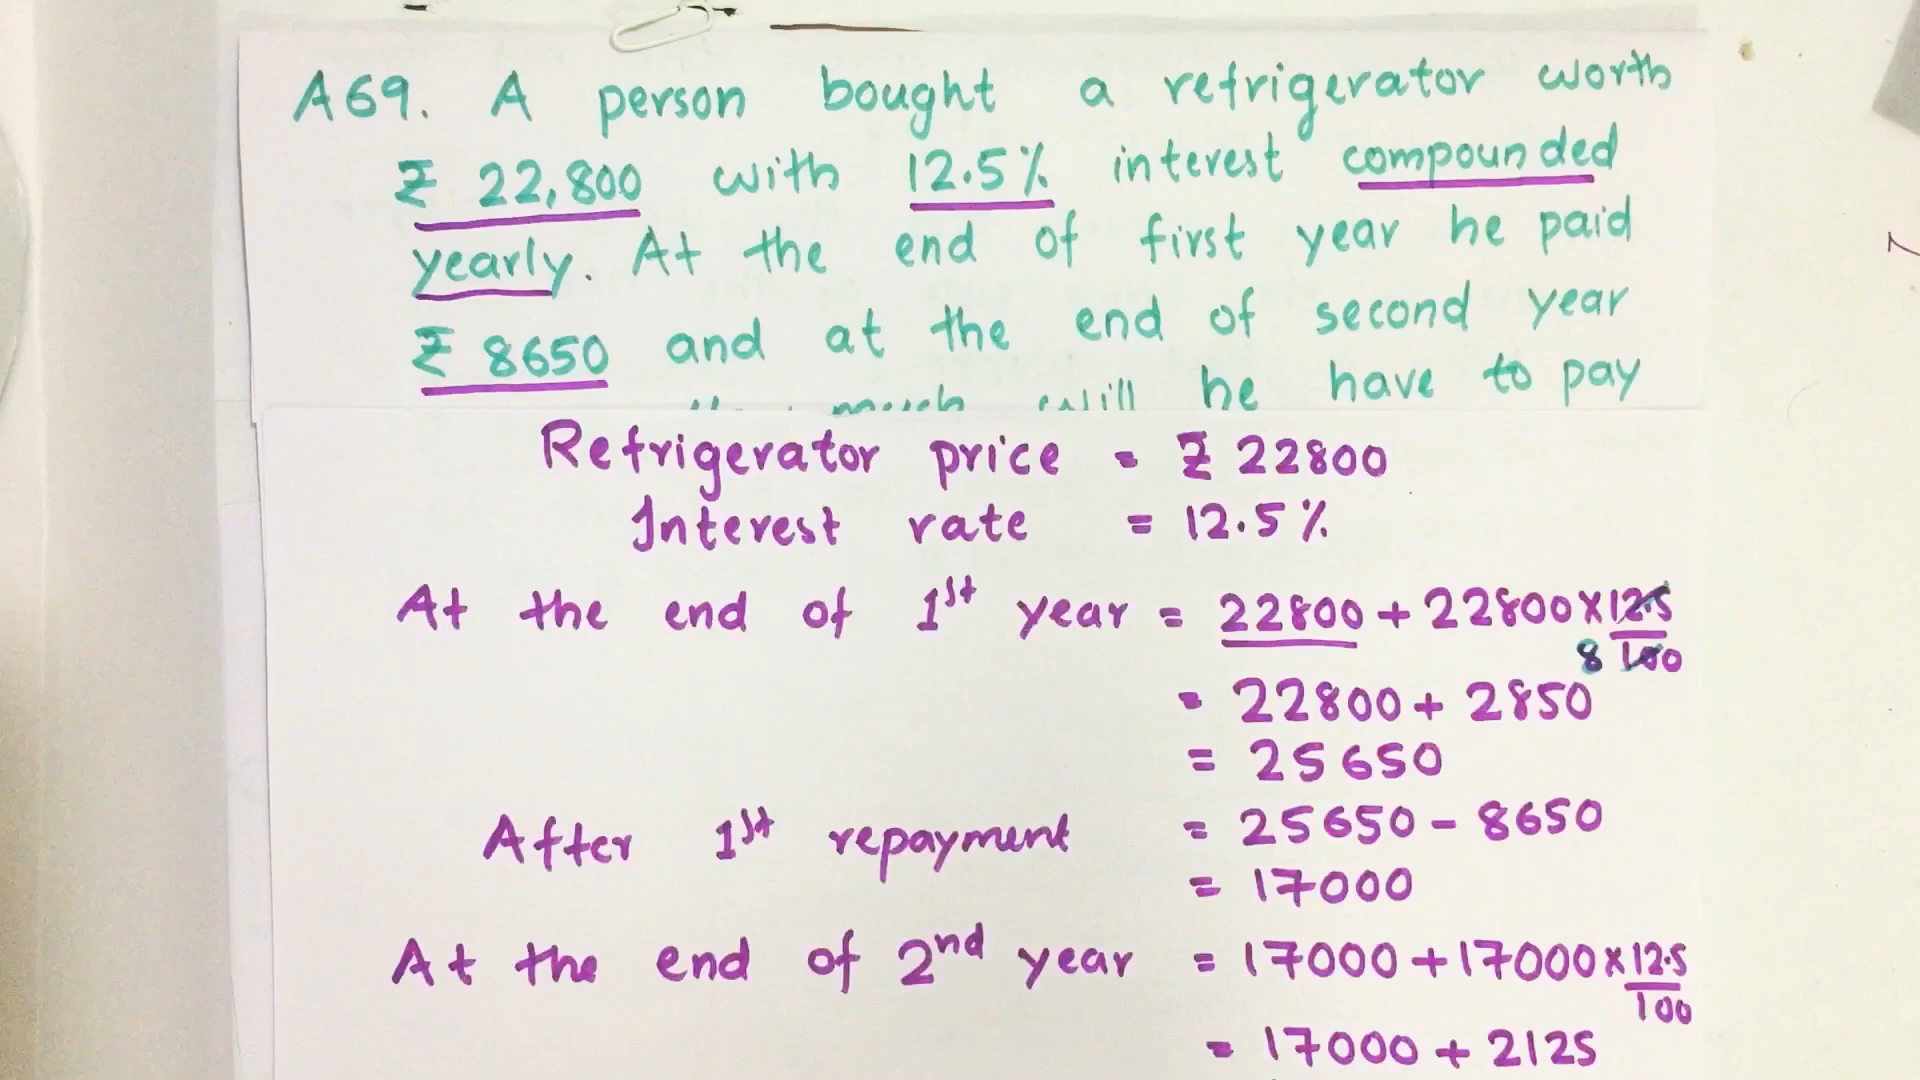 A69. A person bought a refrigerator worth
₹ 22,800 with 12.5% interest compounded
yearly. At the end of first year he paid
₹ 8650 and at the end of second year
much will he have to pay
Refrigerator price = ₹ 22800
Interest rate = 12.5%
At the end of 1st year = 22800 + 22800 × 12.5
8 100
= 22800 + 2850
= 25650
After 1st repayment = 25650 - 8650
= 17000
At the end of 2nd year = 17000 + 17000 × 12.5
100
= 17000 + 2125